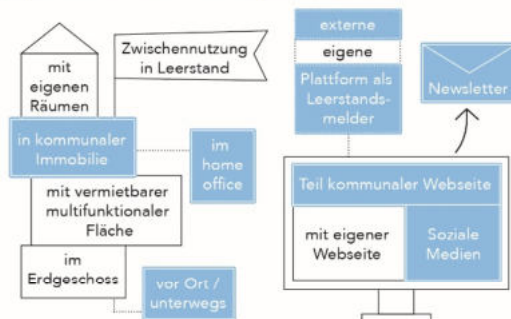 Zwischennutzung
in Leerstand
mit
eigenen
Räumen
in kommunaler
Immobilie
im
home
office
mit vermietbarer
multifunktionaler
Fläche
im
Erdgeschoss
vor Ort /
unterwegs
externe
eigene
Plattform als
Leerstands-
melder
Newsletter
Teil kommunaler Webseite
mit eigener
Webseite
Soziale
Medien